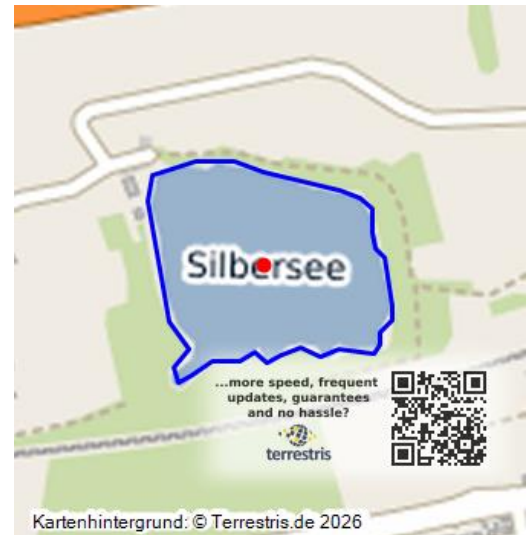 Silbersee
...more speed, frequent
updates, guarantees
and no hassle?
terrestris
Kartenhintergrund: © Terrestris.de 2026